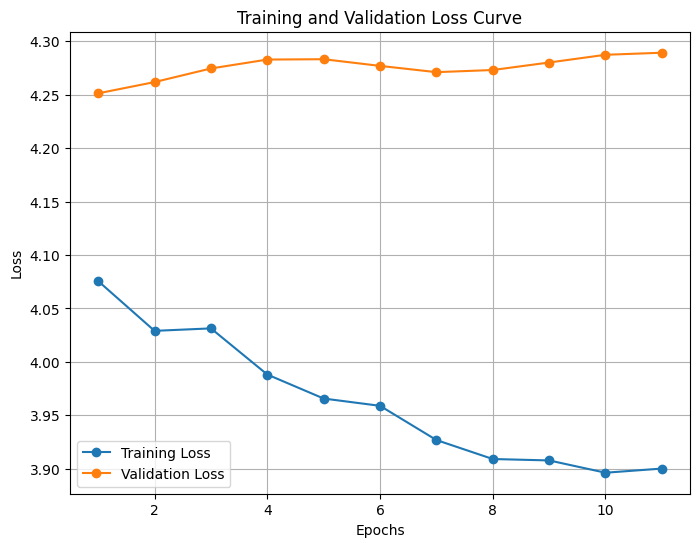 Training and Validation Loss Curve
4.30
4.25
4.20
4.15
4.10
4.05
4.00
3.95
3.90
Loss
Training Loss
Validation Loss
2 4 6 8 10
Epochs